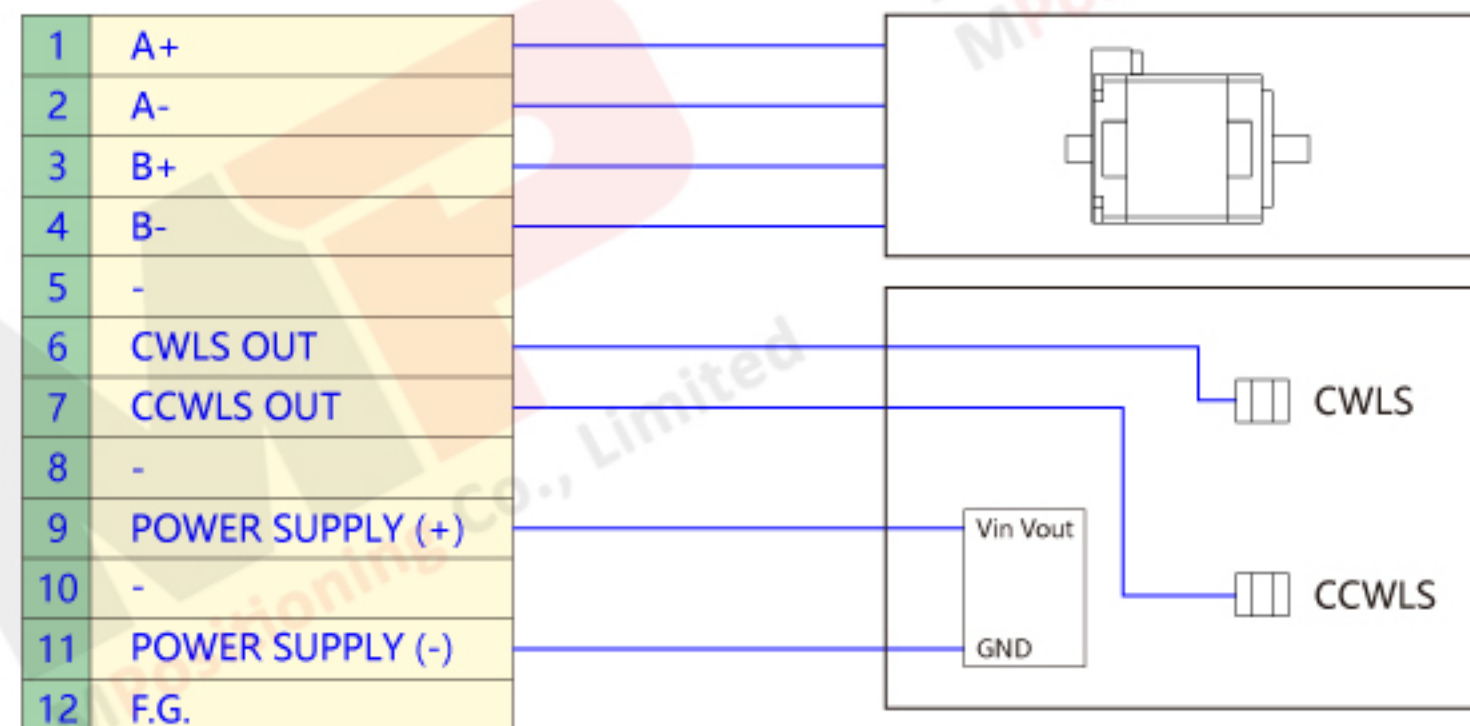 1 A+
2 A-
3 B+
4 B-
5 -
6 CWLS OUT
7 CCWLS OUT
8 -
9 POWER SUPPLY (+)
10 -
11 POWER SUPPLY (-)
12 F.G.
CWLS
Vin Vout
CCWLS
GND
MPositioning Co., Limited